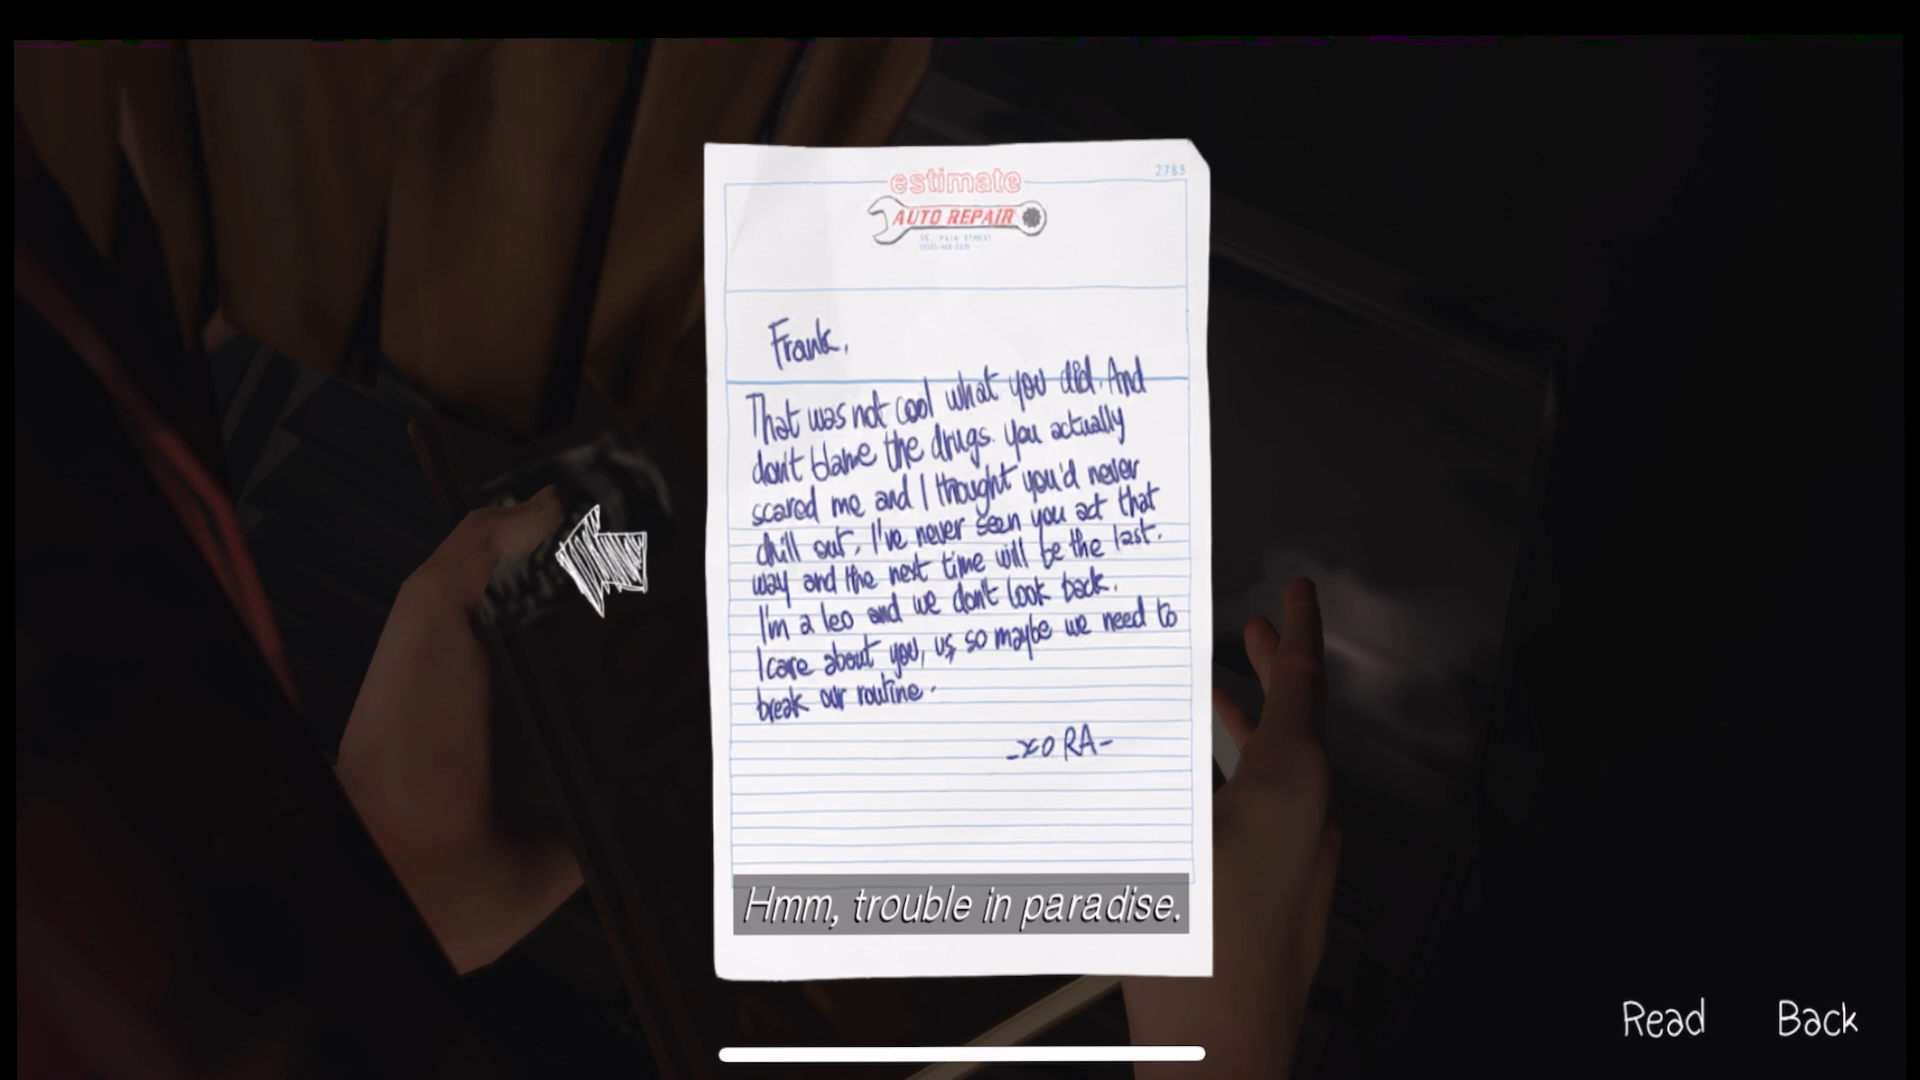 2783
estimate
AUTO REPAIR
Frank,
That was not cool what you did. And
don't blame the drugs. You actually
scared me and I thought you'd never
chill out. I've never seen you act that
way and the next time will be the last.
I'm a leo and we don't look back.
I care about you, us, so maybe we need to
break our routine.
-xo RA-
Hmm, trouble in paradise.
Read Back